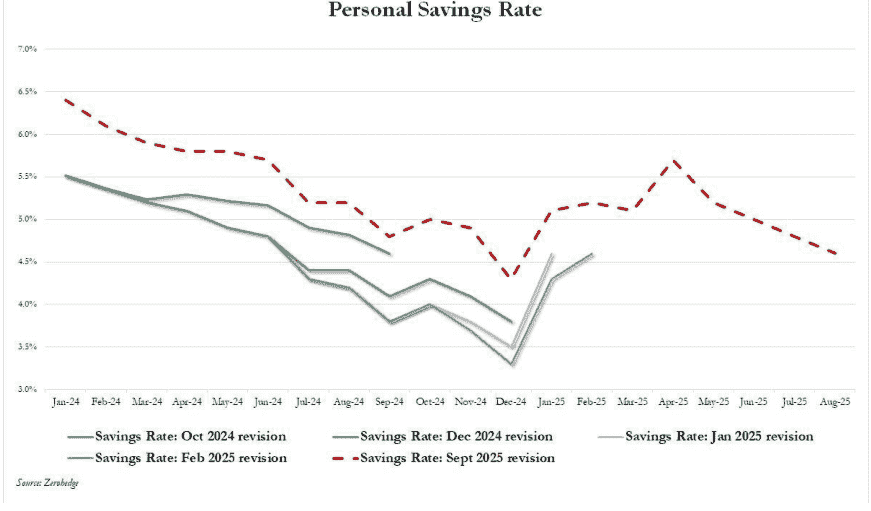 Personal Savings Rate
7.0%
6.5%
6.0%
5.5%
5.0%
4.5%
4.0%
3.5%
3.0%
Jan-24 Feb-24 Mar-24 Apr-24 May-24 Jun-24 Jul-24 Aug-24 Sep-24 Oct-24 Nov-24 Dec-24 Jan-25 Feb-25 Mar-25 Apr-25 May-25 Jun-25 Jul-25 Aug-25
Savings Rate: Oct 2024 revision Savings Rate: Dec 2024 revision Savings Rate: Jan 2025 revision
Savings Rate: Feb 2025 revision Savings Rate: Sept 2025 revision
Source: Zerohedge